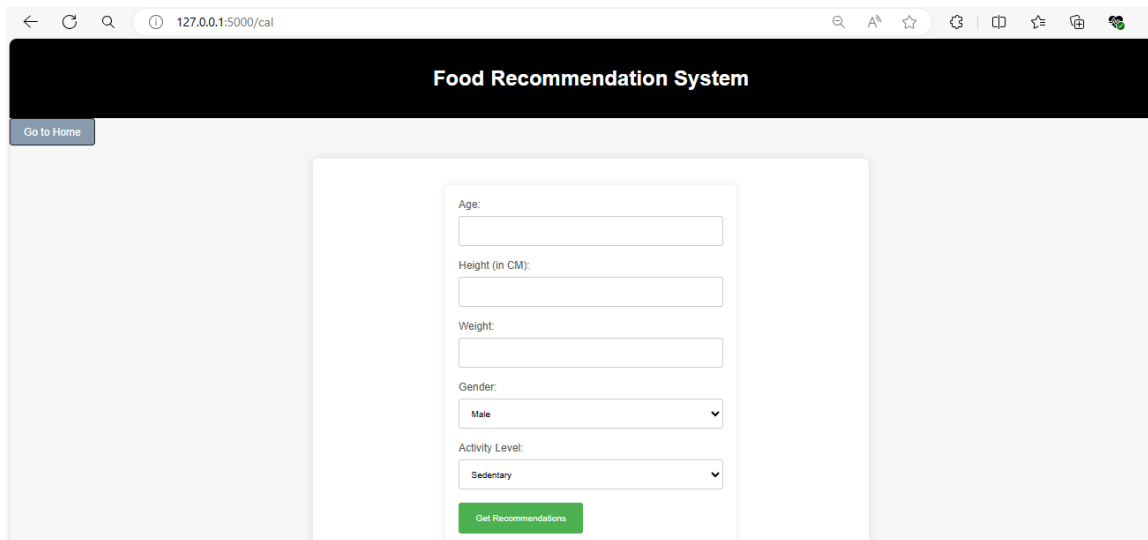 127.0.0.1:5000/cal
Food Recommendation System
Go to Home
Age:
Height (in CM):
Weight:
Gender:
Male
Activity Level:
Sedentary
Get Recommendations